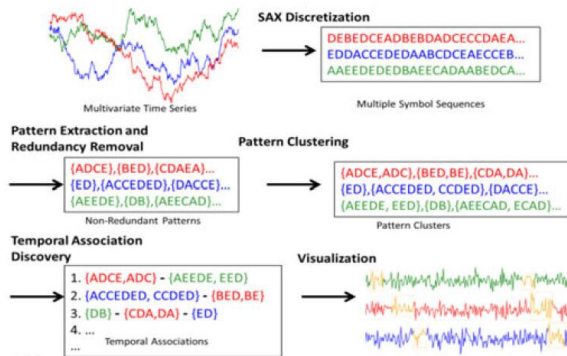 SAX Discretization
DEBEDCEADBEBDADCECCDAEA...
EDDACCEDEDAABCDCEAECCEB...
AAEEDEDEDBAEECADAABEDCA...
Multivariate Time Series
Multiple Symbol Sequences
Pattern Extraction and
Redundancy Removal
{ADCE},{BED},{CDAEA}...
{ED},{ACCEDED},{DACCE}...
{AEEDE},{DB},{AEECAD}...
Non-Redundant Patterns
Pattern Clustering
{ADCE,ADC},{BED,BE},{CDA,DA}...
{ED},{ACCEDED, CCDED},{DACCE}...
{AEEDE, EED},{DB},{AEECAD, ECAD}...
Pattern Clusters
Temporal Association
Discovery
1. {ADCE,ADC} - {AEEDE, EED}
2. {ACCEDED, CCDED} - {BED,BE}
3. {DB} - {CDA,DA} - {ED}
4. ...
...
Temporal Associations
Visualization